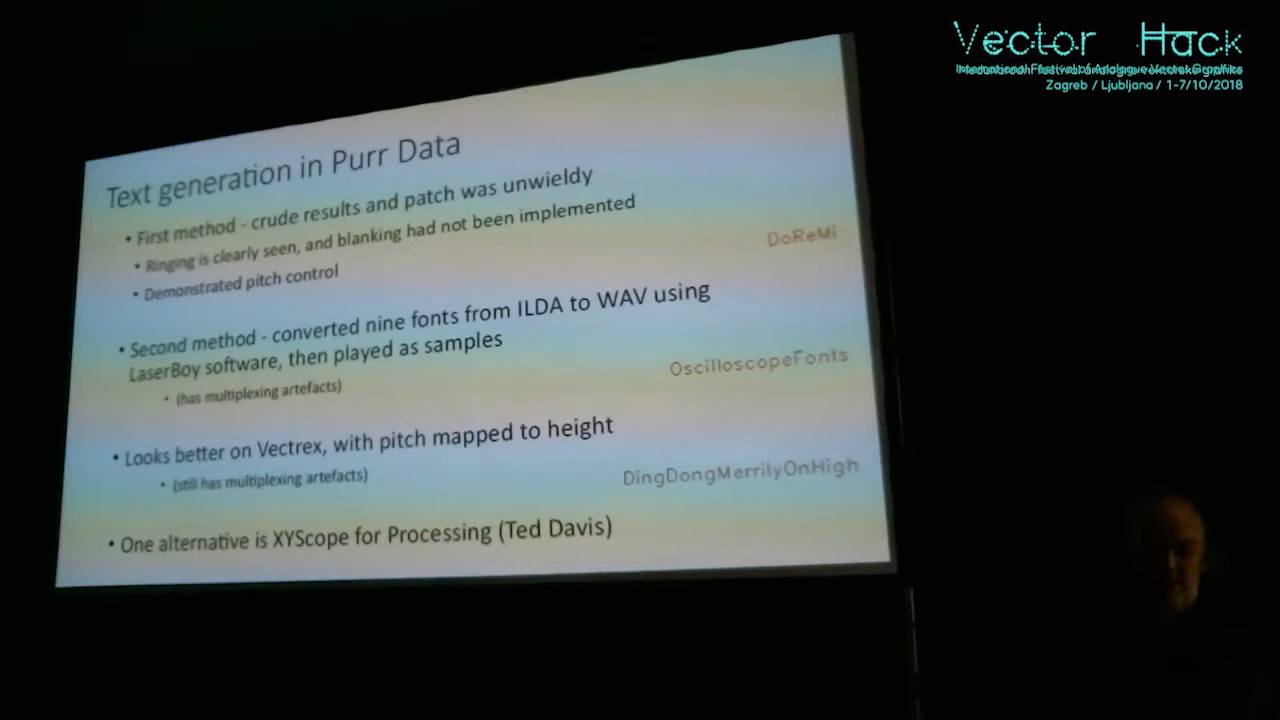 Vector Hack
Zagreb / Ljubljana / 1-7/10/2018
Text generation in Purr Data
• First method - crude results and patch was unwieldy
• Ringing is clearly seen, and blanking had not been implemented
• Demonstrated pitch control
DoReMi
• Second method - converted nine fonts from ILDA to WAV using
LaserBoy software, then played as samples
• (has multiplexing artefacts)
OscilloscopeFonts
• Looks better on Vectrex, with pitch mapped to height
• (still has multiplexing artefacts)
DingDongMerrilyOnHigh
• One alternative is XYScope for Processing (Ted Davis)